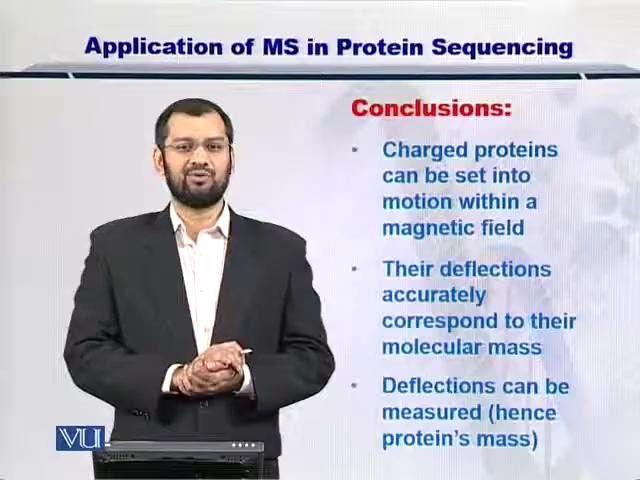 Application of MS in Protein Sequencing
Conclusions:
• Charged proteins
can be set into
motion within a
magnetic field
• Their deflections
accurately
correspond to their
molecular mass
• Deflections can be
measured (hence
protein's mass)
VU